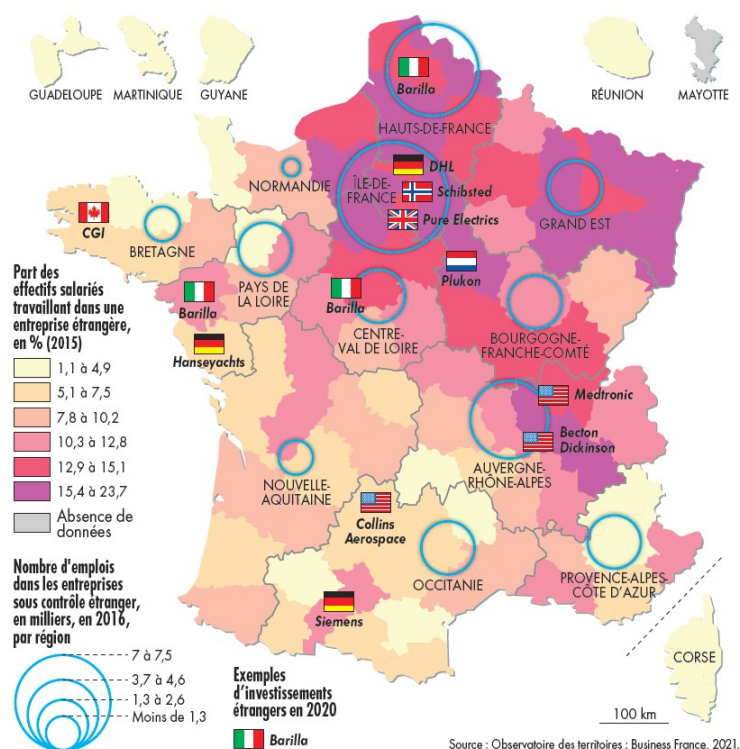 GUADELOUPE
MARTINIQUE
GUYANE
RÉUNION
MAYOTTE
Barilla
HAUTS-DE-FRANCE
DHL
NORMANDIE
ÎLE-DE-
FRANCE
Schibsted
Pure Electrics
GRAND EST
CGI
BRETAGNE
PAYS DE
LA LOIRE
Plukon
Barilla
Barilla
CENTRE-
VAL DE LOIRE
BOURGOGNE-
FRANCHE-COMTÉ
Hanseyachts
Medtronic
Becton
Dickinson
AUVERGNE-
RHÔNE-ALPES
NOUVELLE-
AQUITAINE
Collins
Aerospace
OCCITANIE
PROVENCE-ALPES-
CÔTE D'AZUR
Siemens
CORSE
Part des
effectifs salariés
travaillant dans une
entreprise étrangère,
en % (2015)
1,1 à 4,9
5,1 à 7,5
7,8 à 10,2
10,3 à 12,8
12,9 à 15,1
15,4 à 23,7
Absence de
données
Nombre d'emplois
dans les entreprises
sous contrôle étranger,
en milliers, en 2016,
par région
7 à 7,5
3,7 à 4,6
1,3 à 2,6
Moins de 1,3
Exemples
d'investissements
étrangers en 2020
Barilla
100 km
Source : Observatoire des territoires ; Business France, 2021.